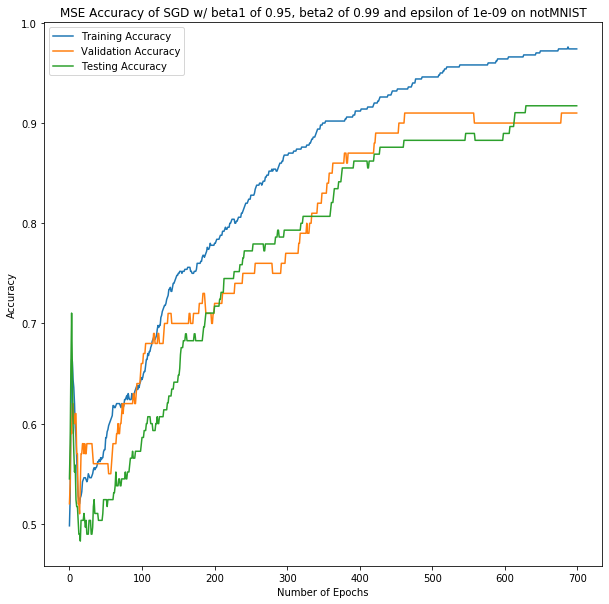 MSE Accuracy of SGD w/ beta1 of 0.95, beta2 of 0.99 and epsilon of 1e-09 on notMNIST
Training Accuracy
Validation Accuracy
Testing Accuracy
Accuracy
1.0
0.9
0.8
0.7
0.6
0.5
0 100 200 300 400 500 600 700
Number of Epochs